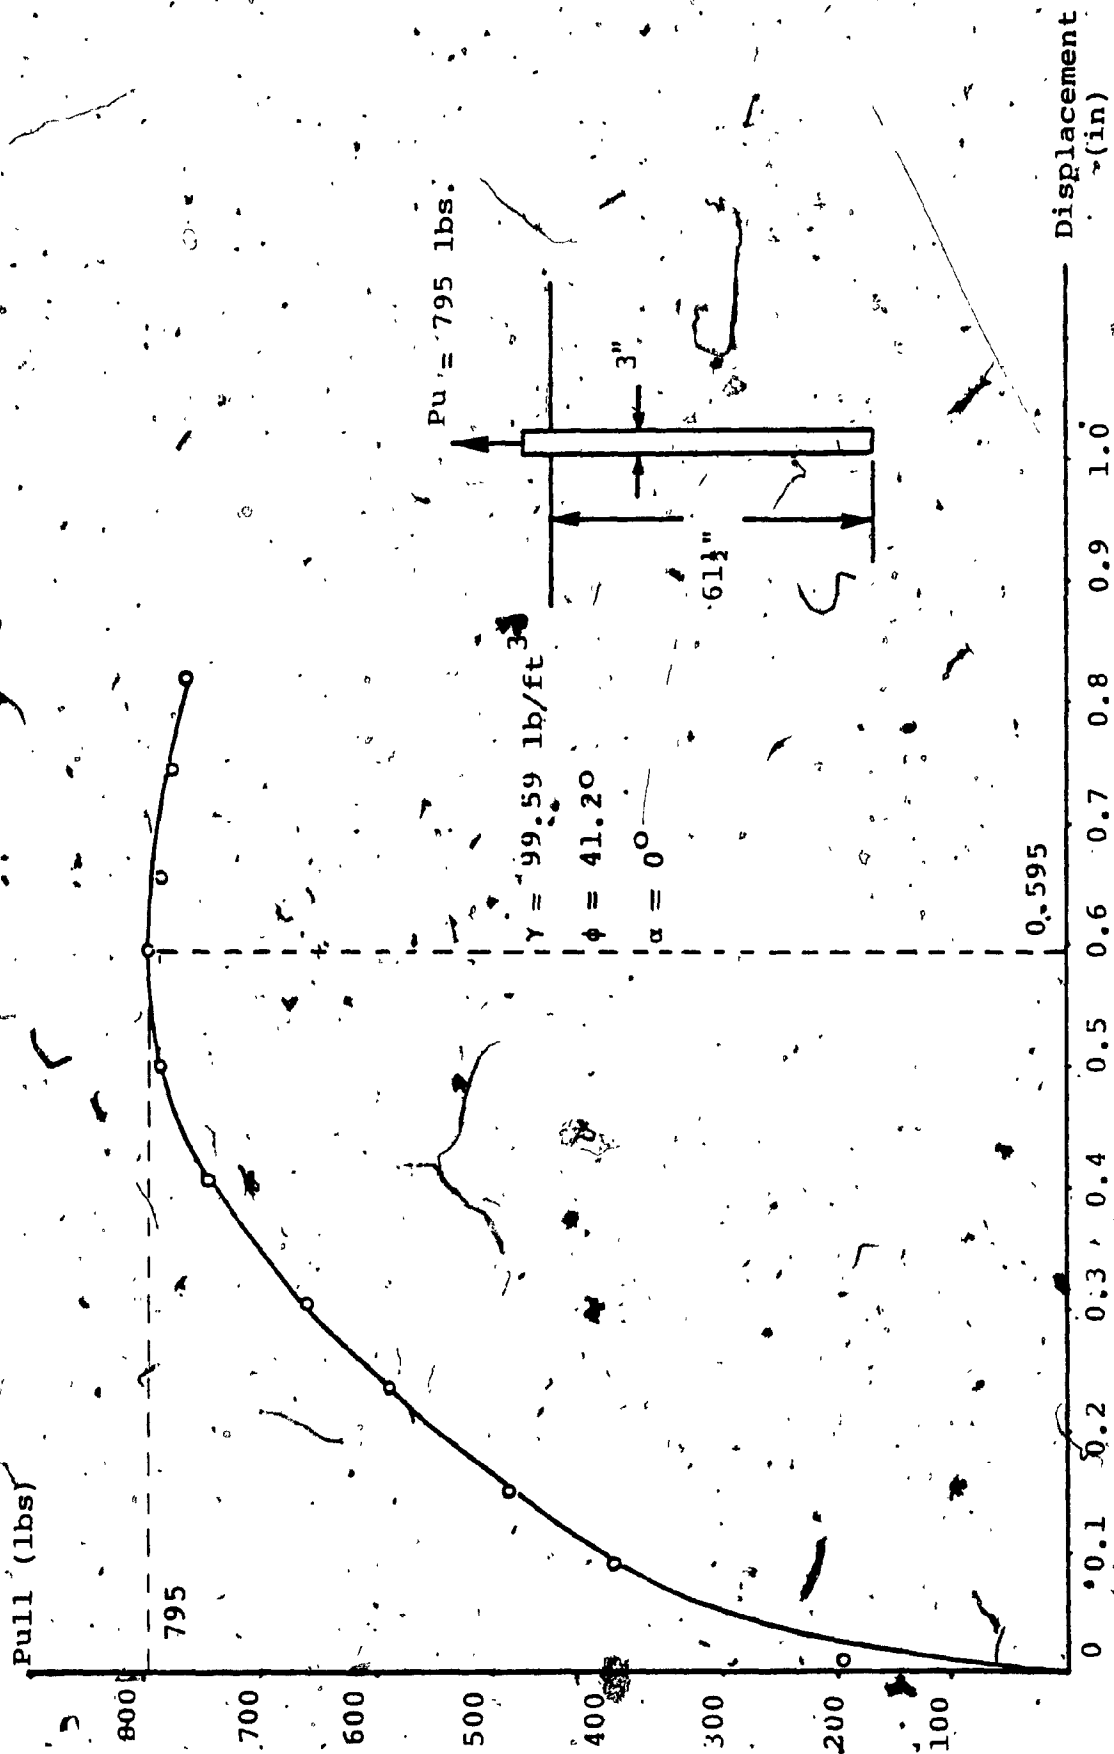 Pull (lbs)
800
700
600
500
400
300
200
100
795
Pu = 795 lbs.
γ = 99.59 lb/ft³
φ = 41.2°
α = 0°
3"
61½"
0.595
0 0.1 0.2 0.3 0.4 0.5 0.6 0.7 0.8 0.9 1.0
Displacement
(in)